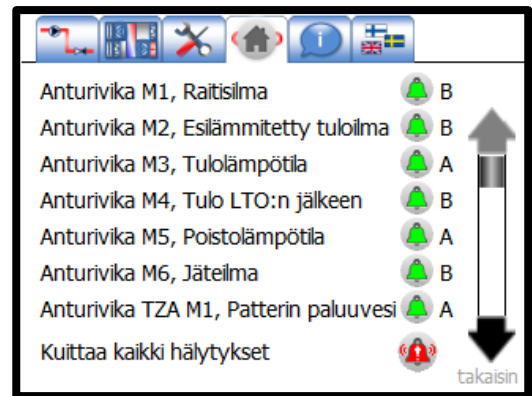 Anturivika M1, Raitisilma B
Anturivika M2, Esilämmitetty tuloilma B
Anturivika M3, Tulolämpötila A
Anturivika M4, Tulo LTO:n jälkeen B
Anturivika M5, Poistolämpötila A
Anturivika M6, Jäteilma B
Anturivika TZA M1, Patterin paluuvesi A
Kuittaa kaikki hälytykset
takaisin